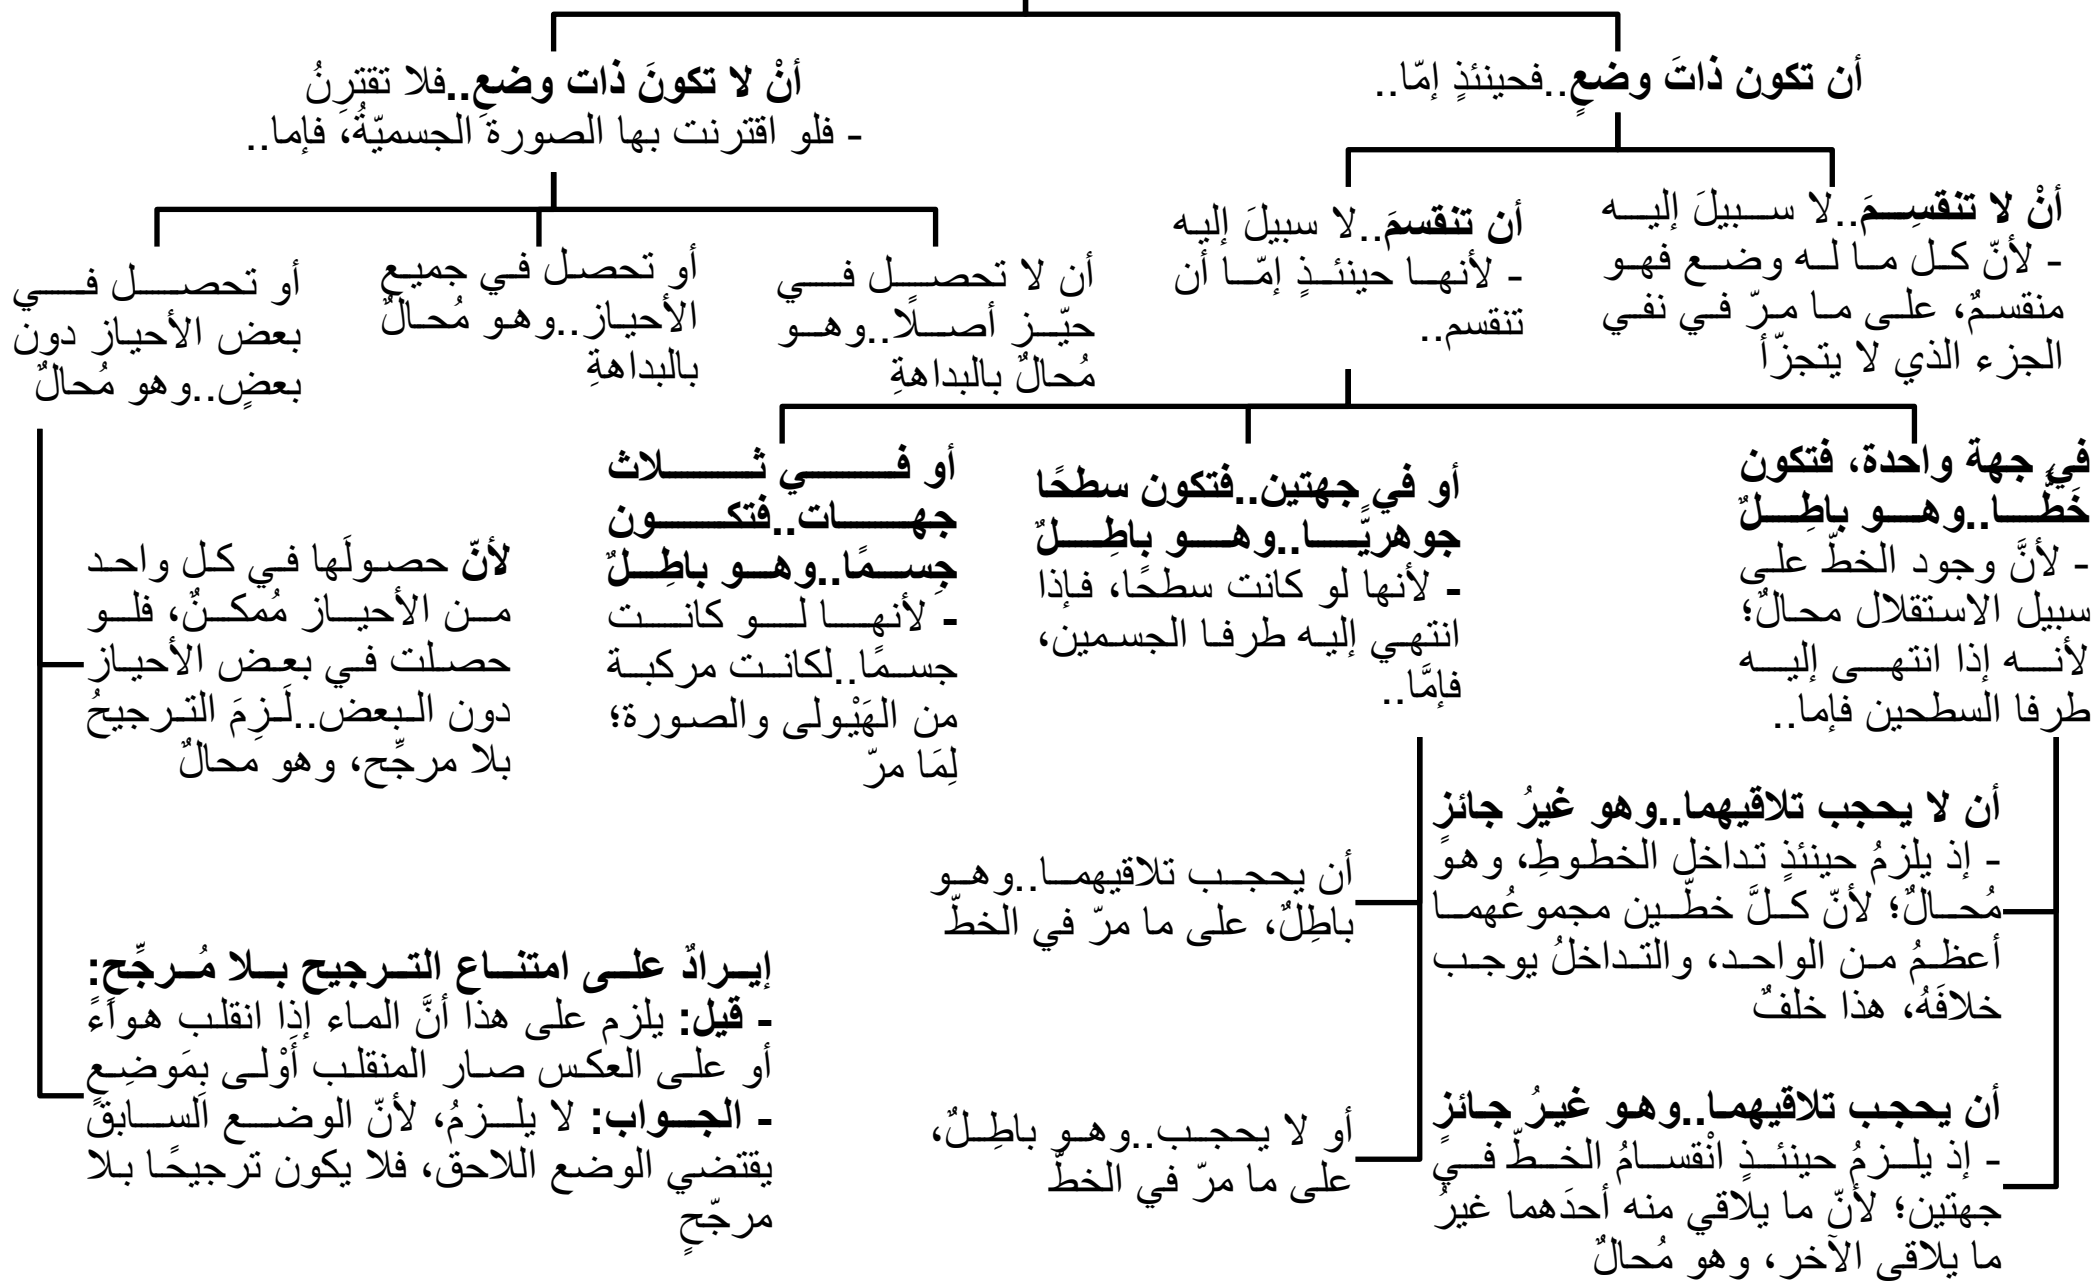 أن تكون ذاتَ وضعٍ..فحينئذٍ إمّا..
أنْ لا تكونَ ذات وضعٍ..فلا تقترِنُ
- فلو اقترنت بها الصورة الجسميّةُ، فإما..
أنْ لا تنقسِمَ..لا سبيلَ إليه
- لأنّ كل ما له وضع فهو
منقسمٌ، على ما مرّ في نفي
الجزء الذي لا يتجزّأ
أن تنقسمَ..لا سبيلَ إليه
- لأنها حينئذٍ إمّا أن
تنقسم..
أن لا تحصل في
حيّز أصلًا..وهو
مُحالٌ بالبداهةِ
أو تحصل في جميع
الأحياز..وهو مُحالٌ
بالبداهةِ
أو تحصل في
بعض الأحياز دون
بعضٍ..وهو مُحالٌ
في جهة واحدة، فتكون
خَطًّا..وهو باطِلٌ
- لأنَّ وجود الخطّ على
سبيل الاستقلال محالٌ؛
لأنه إذا انتهى إليه
طرفا السطحين فإما..
أو في جهتين..فتكون سطحًا
جوهريًّا..وهو باطِلٌ
- لأنها لو كانت سطحًا، فإذا
انتهي إليه طرفا الجسمين،
فإمَّا..
أو في ثلاث
جهات..فتكون
جِسمًا..وهو باطِلٌ
- لأنها لو كانت
جسمًا..لكانت مركبة
من الهَيْولى والصورة؛
لِمَا مرّ
لأنّ حصولَها في كل واحد
من الأحياز مُمكنٌ، فلو
حصلت في بعض الأحياز
دون البعض..لَزِمَ الترجيحُ
بلا مرجِّح، وهو محالٌ
أن لا يحجب تلاقيهما..وهو غيرُ جائزٍ
- إذ يلزمُ حينئذٍ تداخل الخطوطِ، وهو
مُحالٌ؛ لأنّ كلَّ خطّين مجموعُهما
أعظمُ من الواحد، والتداخلُ يوجب
خلافَهُ، هذا خلفٌ
أن يحجب تلاقيهما..وهو
باطِلٌ، على ما مرّ في الخطّ
إيرادٌ على امتناع الترجيح بلا مُرجِّحٍ:
- قيل: يلزم على هذا أنَّ الماء إذا انقلب هواءً
أو على العكس صار المنقلب أَوْلى بِمَوضِعٍ
- الجواب: لا يلزمُ، لأنّ الوضع السابقَ
يقتضي الوضع اللاحق، فلا يكون ترجيحًا بلا
مرجّحٍ
أن يحجب تلاقيهما..وهو غيرُ جائزٍ
- إذ يلزمُ حينئذٍ انْقسامُ الخطّ في
جهتين؛ لأنّ ما يلاقي منه أحدَهما غيرُ
ما يلاقي الآخر، وهو مُحالٌ
أو لا يحجب..وهو باطِلٌ،
على ما مرّ في الخطّ